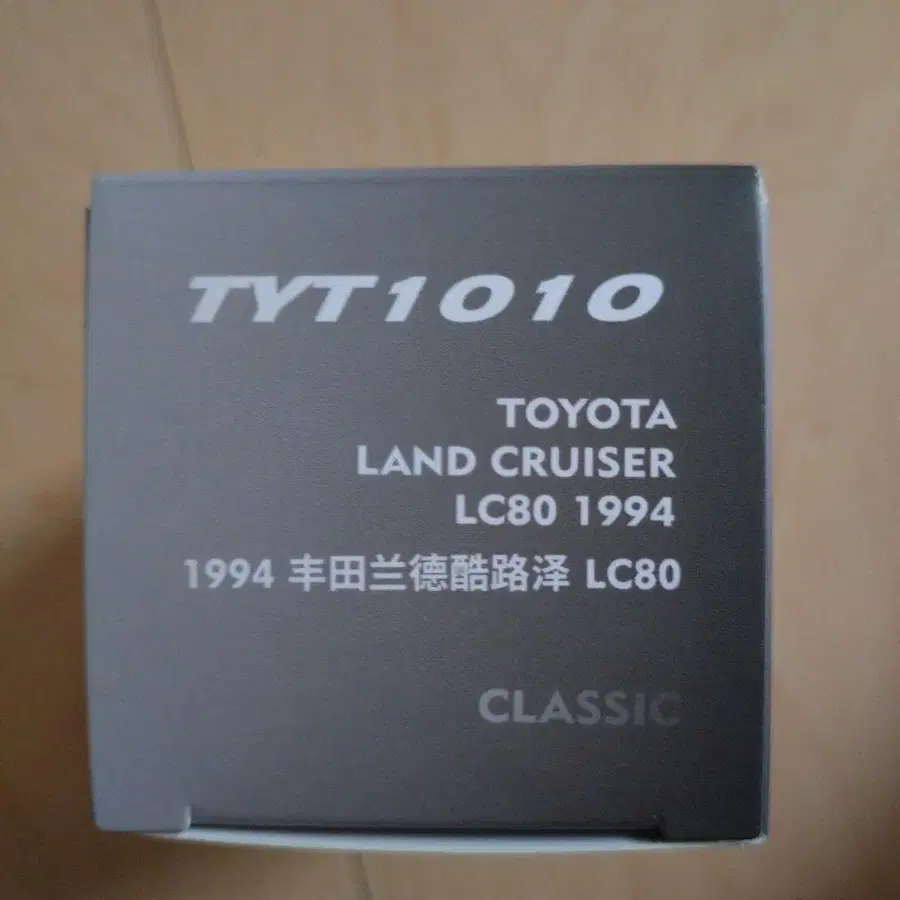 TYT1010
TOYOTA
LAND CRUISER
LC80 1994
1994 丰田兰德酷路泽 LC80
CLASSIC